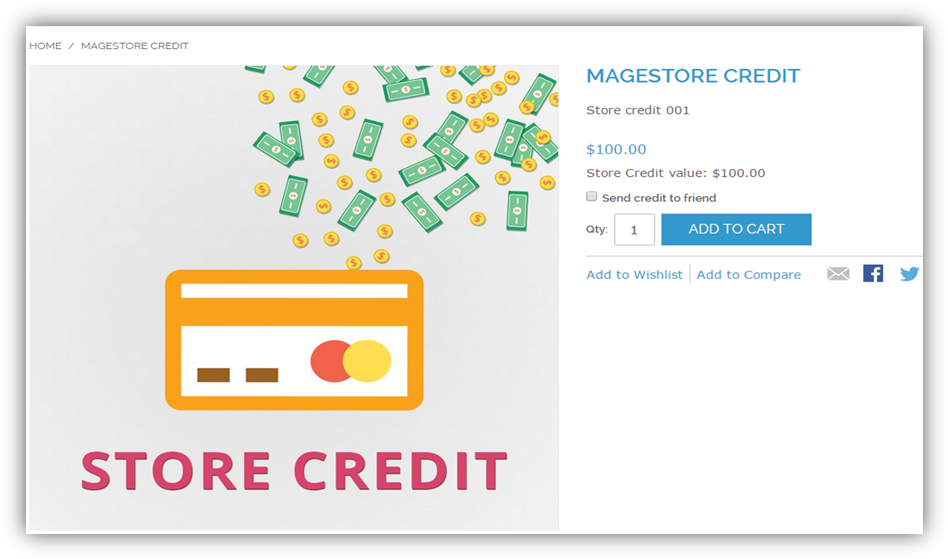 HOME / MAGESTORE CREDIT
MAGESTORE CREDIT
Store credit 001
$100.00
Store Credit value: $100.00
Send credit to friend
Qty: 1 ADD TO CART
Add to Wishlist Add to Compare
STORE CREDIT